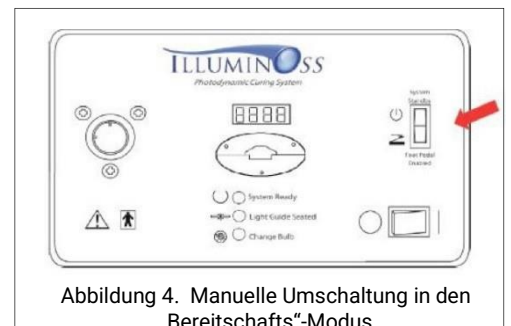 ILLUMINOSS
Photodynamic Curing System
System
Standby
8888
Foot Pedal
Enabled
System Ready
Light Guide Seated
Change Bulb
Abbildung 4. Manuelle Umschaltung in den
Bereitschafts“-Modus